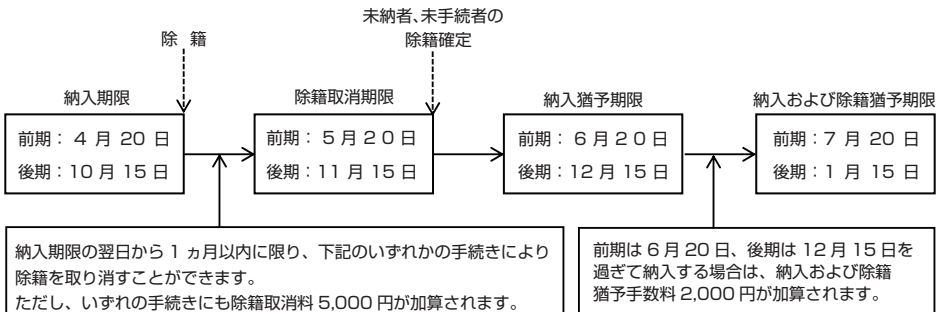 未納者、未手続者の
除 籍
除籍確定
納入期限
除籍取消期限
納入猶予期限
納入および除籍猶予期限
前期： 4 月 20 日
後期：10 月 15 日
前期： 5 月 2 0 日
後期：11 月 15 日
前期： 6 月 2 0 日
後期：12 月 15 日
前期：7 月 20 日
後期：1 月 15 日
納入期限の翌日から 1 ヵ月以内に限り、下記のいずれかの手続きにより
除籍を取り消すことができます。
ただし、いずれの手続きにも除籍取消料 5,000 円が加算されます。
前期は 6 月 20 日、後期は 12 月 15 日を
過ぎて納入する場合は、納入および除籍
猶予手数料 2,000 円が加算されます。